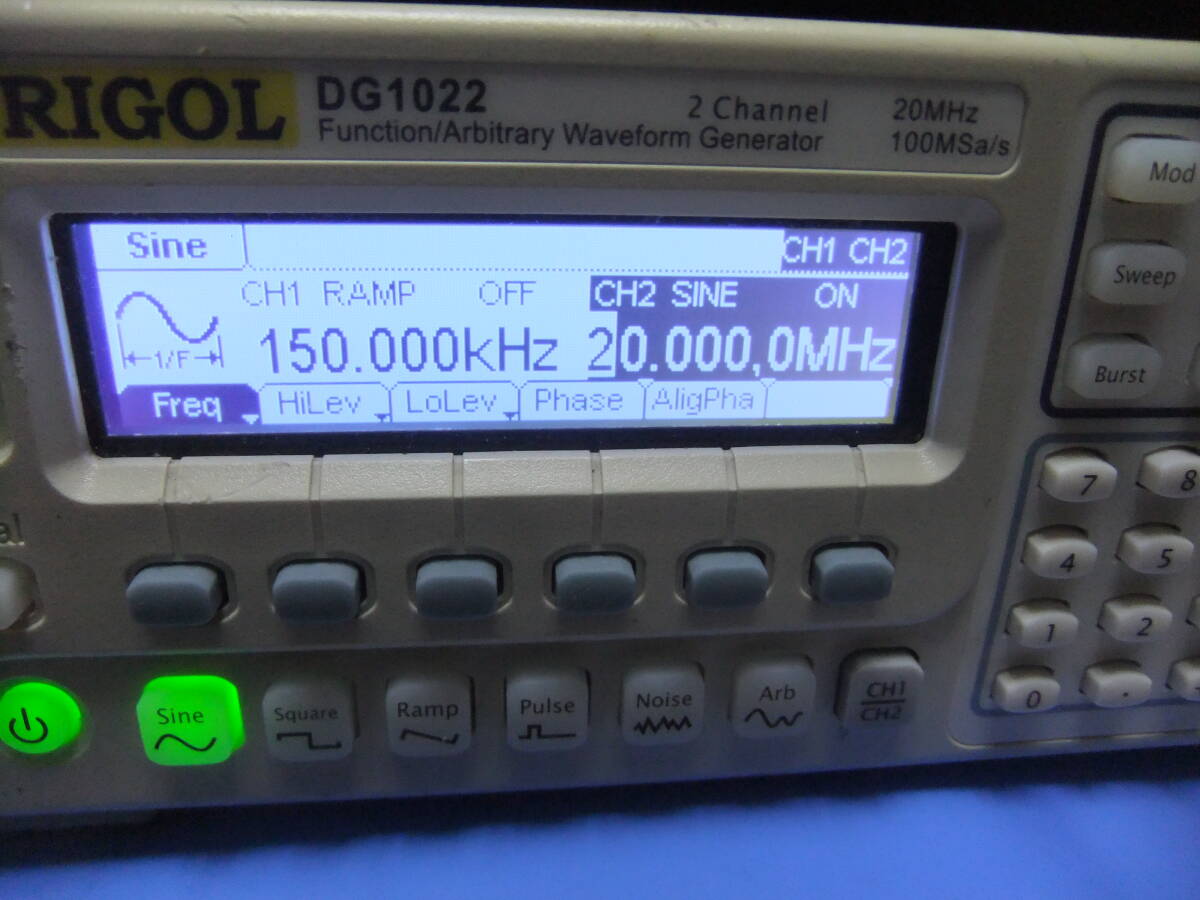 RIGOL DG1022 2 Channel 20MHz
Function/Arbitrary Waveform Generator 100MSa/s
Sine CH1 CH2
CH1 RAMP OFF CH2 SINE ON
1/F 150.000kHz 20.000,0MHz
Freq HiLev LoLev Phase AligPha
Mod
Sweep
Burst
7 8
4 5
1 2
0 .
Sine Square Ramp Pulse Noise Arb CH1
CH2